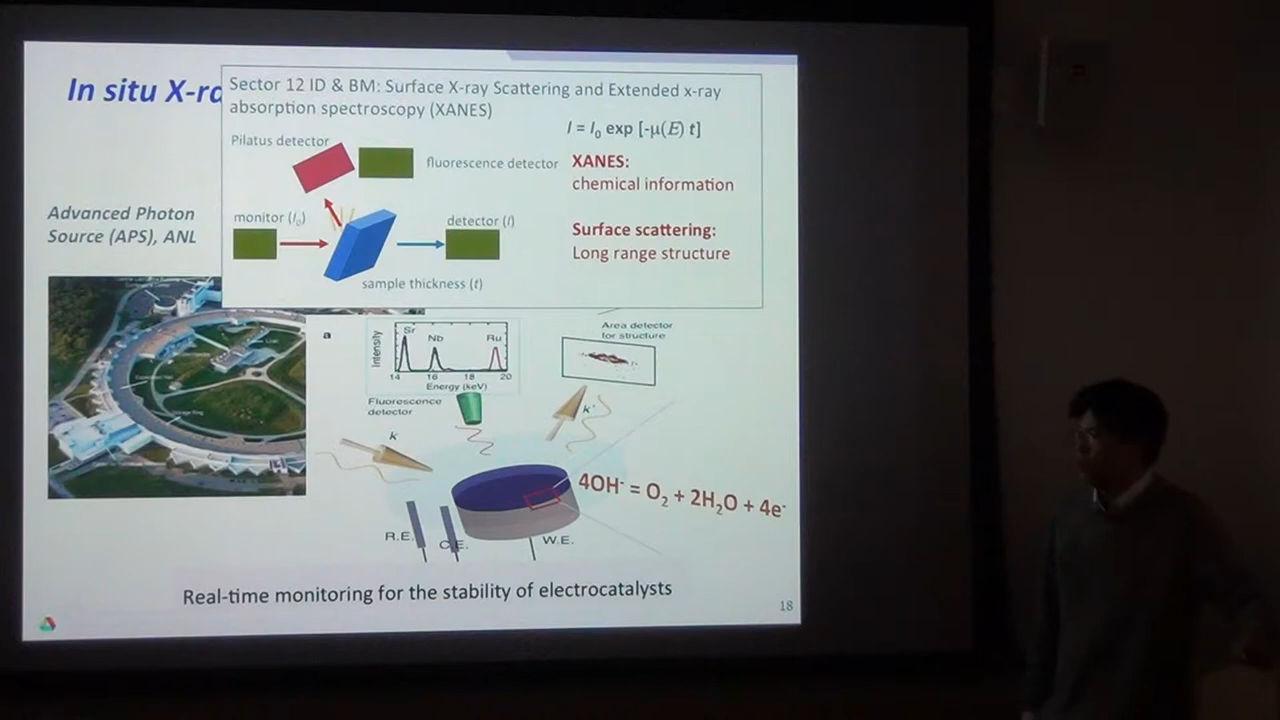 In situ X-r
Sector 12 ID & BM: Surface X-ray Scattering and Extended x-ray
absorption spectroscopy (XANES)
I = I0 exp [-μ(E) t]
Pilatus detector
fluorescence detector
XANES:
chemical information
monitor (I0)
detector (I)
Surface scattering:
Long range structure
sample thickness (t)
Advanced Photon
Source (APS), ANL
a
Intensity
Sr
Nb
Ru
14 16 18 20
Energy (keV)
Area detector
for structure
Fluorescence
detector
k
k'
4OH- = O2 + 2H2O + 4e-
R.E.
C.E.
W.E.
Real-time monitoring for the stability of electrocatalysts
18